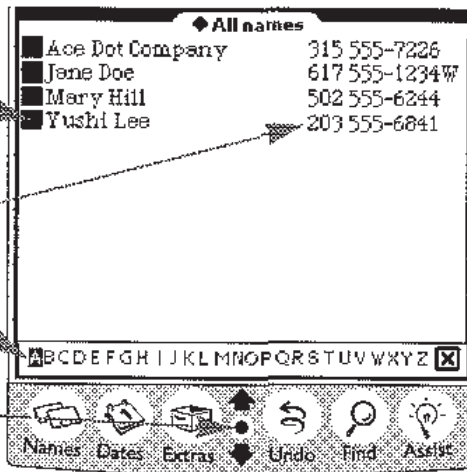 ◆All names
Ace Dot Company 315 555-7226
Jane Doe 617 555-1234W
Mary Hill 502 555-6244
Yushi Lee 203 555-6841
ABCDEFGHIJKLMNOPQRSTUVWXYZ X
Names Dates Extras Undo Find Assist